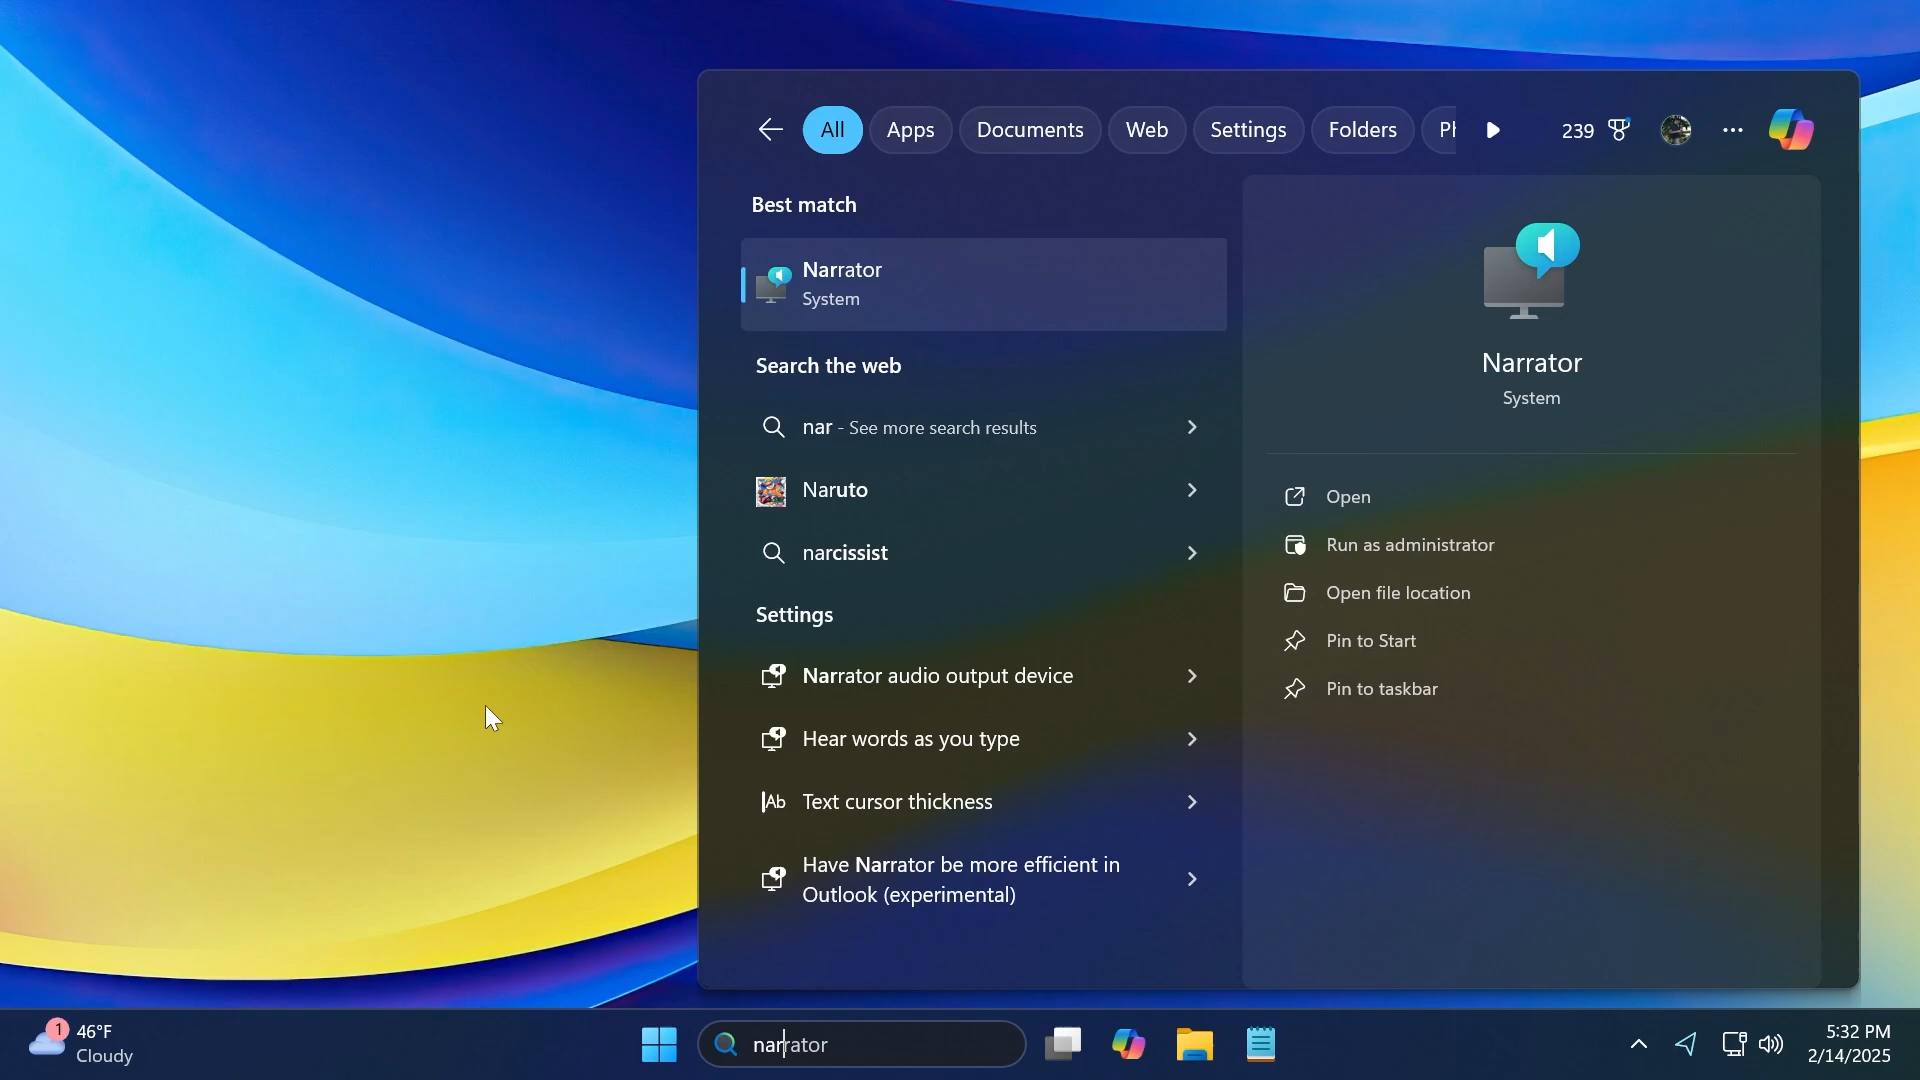 All
Apps
Documents
Web
Settings
Folders
239
Best match
Narrator
System
Search the web
nar - See more search results
Naruto
narcissist
Settings
Narrator audio output device
Hear words as you type
Text cursor thickness
Have Narrator be more efficient in
Outlook (experimental)
Narrator
System
Open
Run as administrator
Open file location
Pin to Start
Pin to taskbar
1
46°F
Cloudy
narrator
5:32 PM
2/14/2025